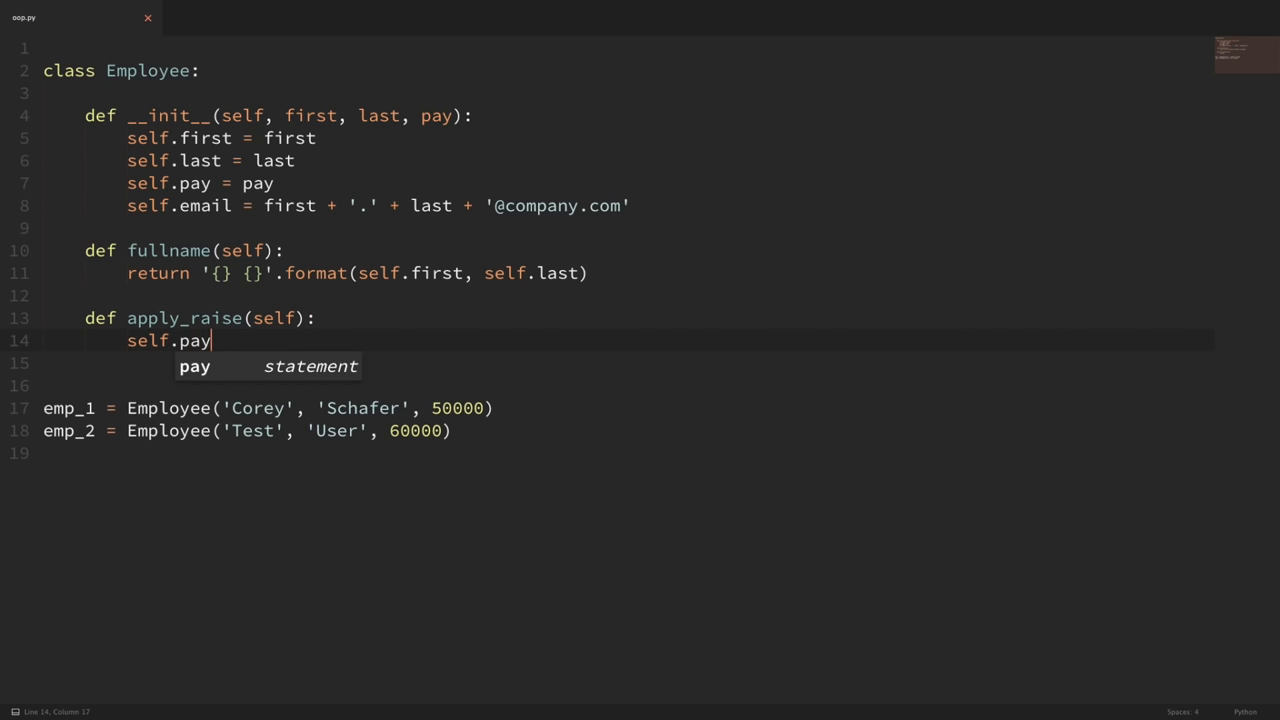 oop.py ×
1
2 class Employee:
3
4     def __init__(self, first, last, pay):
5         self.first = first
6         self.last = last
7         self.pay = pay
8         self.email = first + '.' + last + '@company.com'
9
10     def fullname(self):
11         return '{} {}'.format(self.first, self.last)
12
13     def apply_raise(self):
14         self.pay
15
pay statement
16
17 emp_1 = Employee('Corey', 'Schafer', 50000)
18 emp_2 = Employee('Test', 'User', 60000)
19
Line 14, Column 17 Spaces: 4 Python